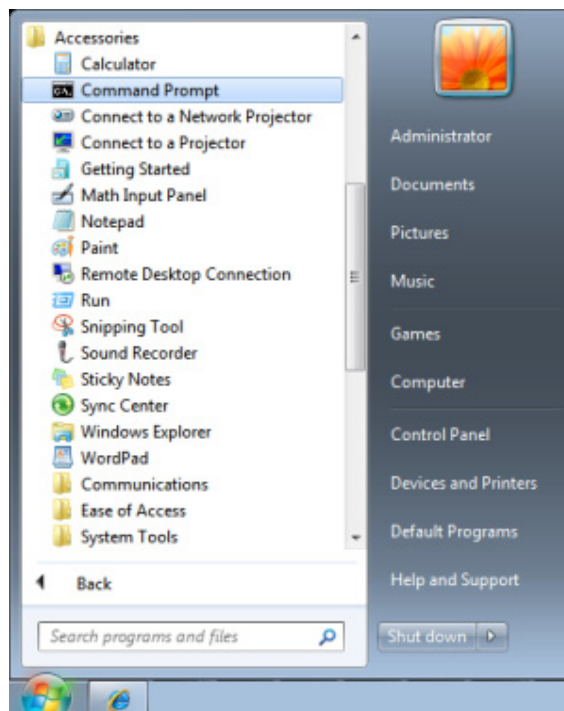 Accessories
Calculator
Command Prompt
Connect to a Network Projector
Connect to a Projector
Getting Started
Math Input Panel
Notepad
Paint
Remote Desktop Connection
Run
Snipping Tool
Sound Recorder
Sticky Notes
Sync Center
Windows Explorer
WordPad
Communications
Ease of Access
System Tools
Back
Search programs and files
Administrator
Documents
Pictures
Music
Games
Computer
Control Panel
Devices and Printers
Default Programs
Help and Support
Shut down